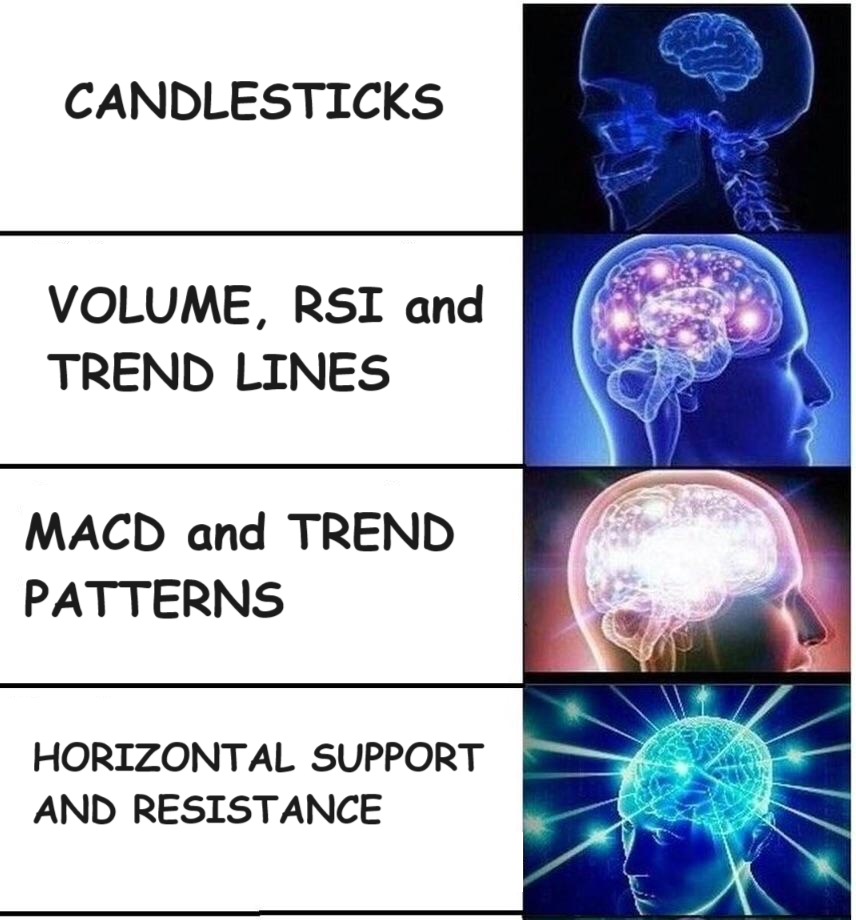 CANDLESTICKS
VOLUME, RSI and
TREND LINES
MACD and TREND
PATTERNS
HORIZONTAL SUPPORT
AND RESISTANCE